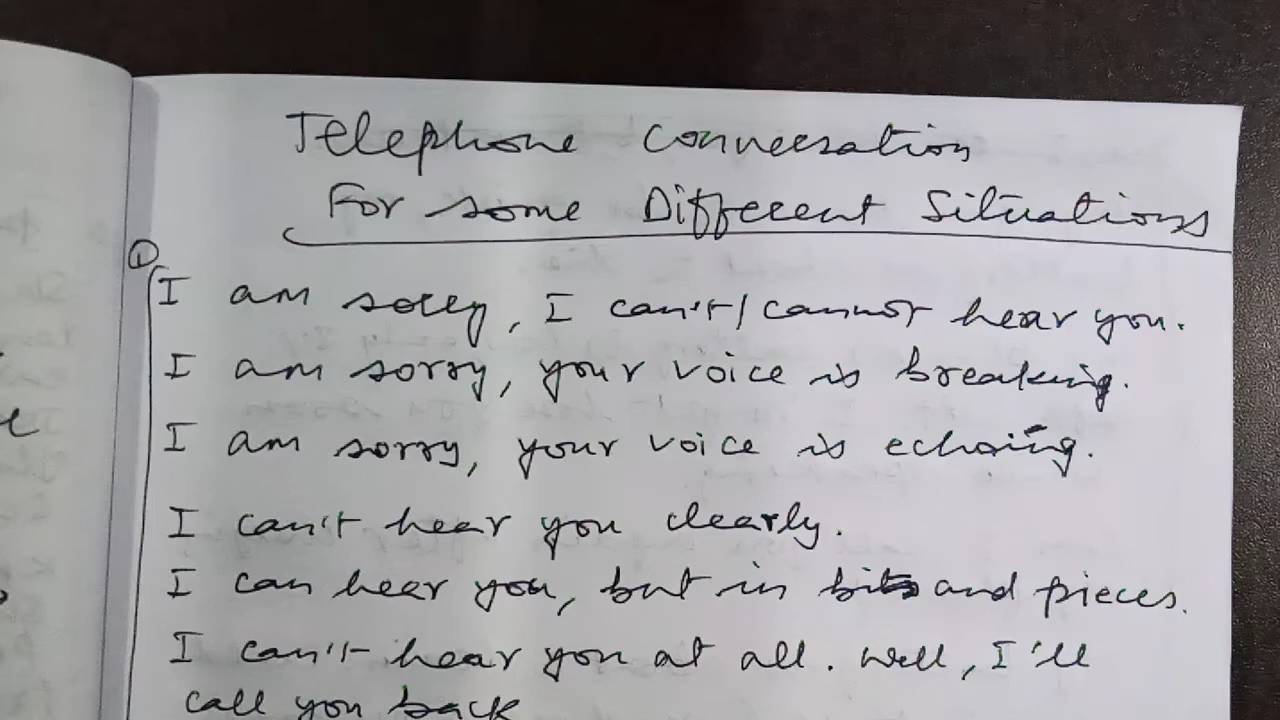 Telephone Conversation
For some Different Situations
①
I am sorry, I can't/cannot hear you.
I am sorry, your voice is breaking.
I am sorry, your voice is echoing.
I can't hear you clearly.
I can hear you, but in bits and pieces.
I can't hear you at all. Well, I'll
call you back